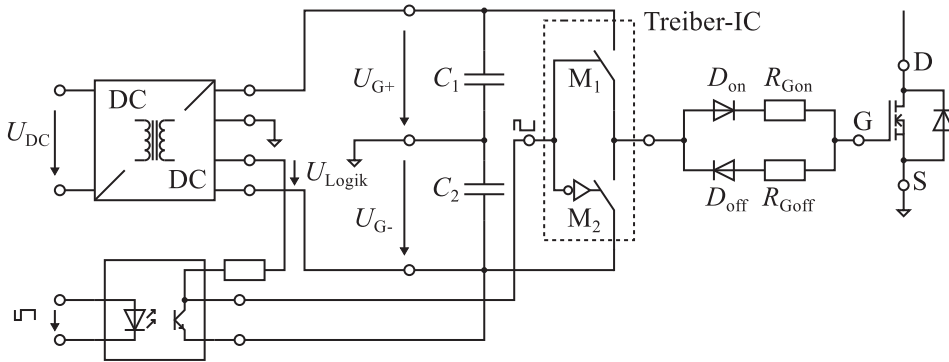 Treiber-IC
DC
DC
U_DC
U_G+
U_Logik
U_G-
C_1
C_2
M_1
M_2
D_on
R_Gon
D_off
R_Goff
G
D
S